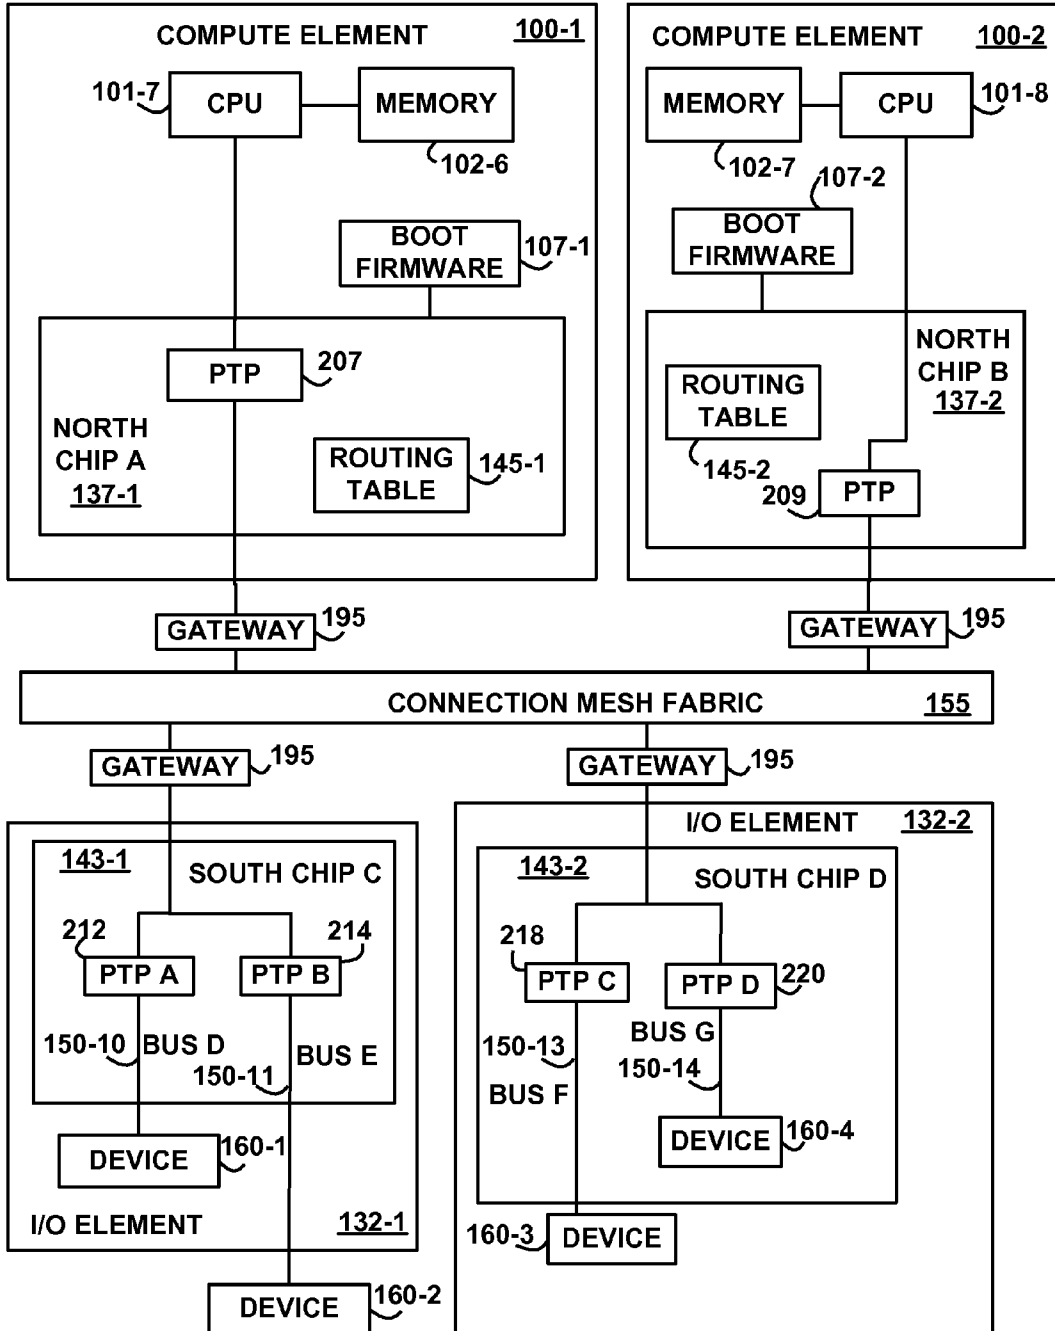 COMPUTE ELEMENT 100-1
101-7 CPU MEMORY
102-6
BOOT
FIRMWARE 107-1
PTP 207
NORTH
CHIP A
137-1
ROUTING
TABLE 145-1
COMPUTE ELEMENT 100-2
MEMORY CPU 101-8
102-7
107-2
BOOT
FIRMWARE
NORTH
CHIP B
137-2
ROUTING
TABLE
145-2
209 PTP
GATEWAY 195
GATEWAY 195
CONNECTION MESH FABRIC 155
GATEWAY 195
GATEWAY 195
143-1
SOUTH CHIP C
212 214
PTP A PTP B
150-10 BUS D
BUS E
150-11
DEVICE 160-1
I/O ELEMENT 132-1
DEVICE 160-2
I/O ELEMENT 132-2
143-2
SOUTH CHIP D
218
PTP C PTP D 220
BUS G
150-13
150-14
BUS F
DEVICE 160-4
160-3 DEVICE